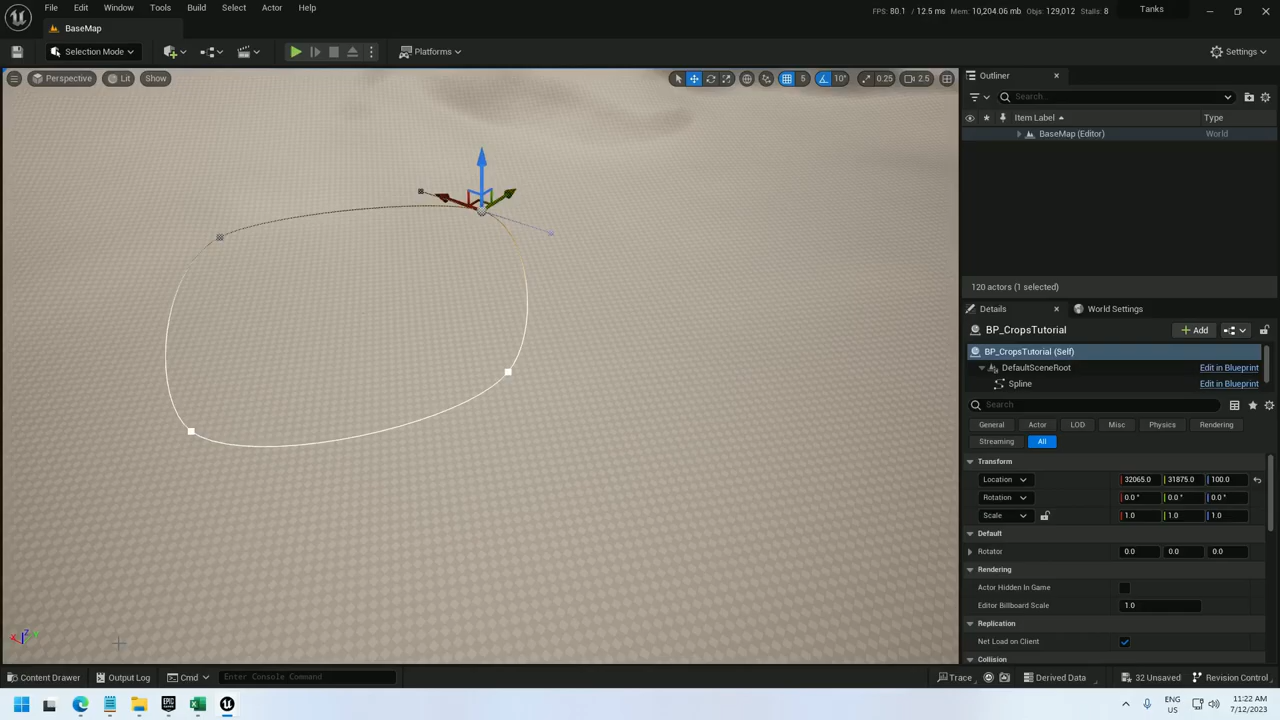 File Edit Window Tools Build Select Actor Help
FPS: 80.1 / 12.5 ms Mem: 10,204.06 mb Objs: 129,012 Stalls: 8 Tanks
BaseMap
Selection Mode Platforms Settings
Perspective Lit Show 5 10° 0.25 2.5
Outliner
Search...
Item Label Type
BaseMap (Editor) World
120 actors (1 selected)
Details World Settings
BP_CropsTutorial Add
BP_CropsTutorial (Self)
DefaultSceneRoot Edit in Blueprint
Spline Edit in Blueprint
Search
General Actor LOD Misc Physics Rendering
Streaming All
Transform
Location 32065.0 31875.0 100.0
Rotation 0.0 ° 0.0 ° 0.0 °
Scale 1.0 1.0 1.0
Default
Rotator 0.0 0.0 0.0
Rendering
Actor Hidden In Game
Editor Billboard Scale 1.0
Replication
Net Load on Client
Collision
Content Drawer Output Log Cmd Enter Console Command Trace Derived Data 32 Unsaved Revision Control
EPIC
ENG
US
11:22 AM
7/12/2023